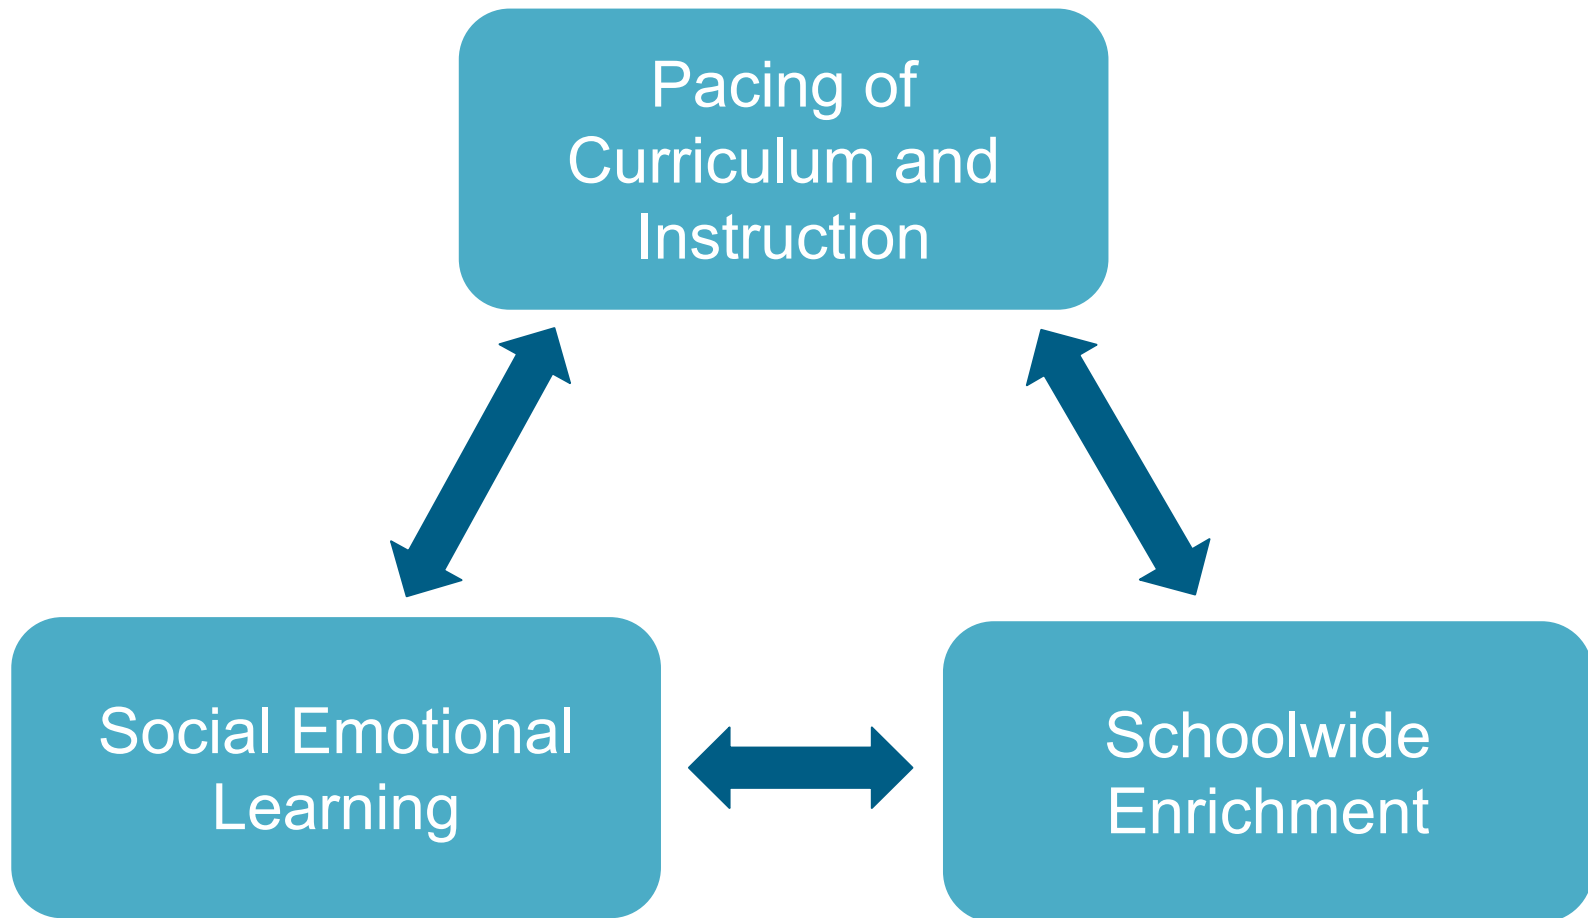 Pacing of
Curriculum and
Instruction
Social Emotional
Learning
Schoolwide
Enrichment